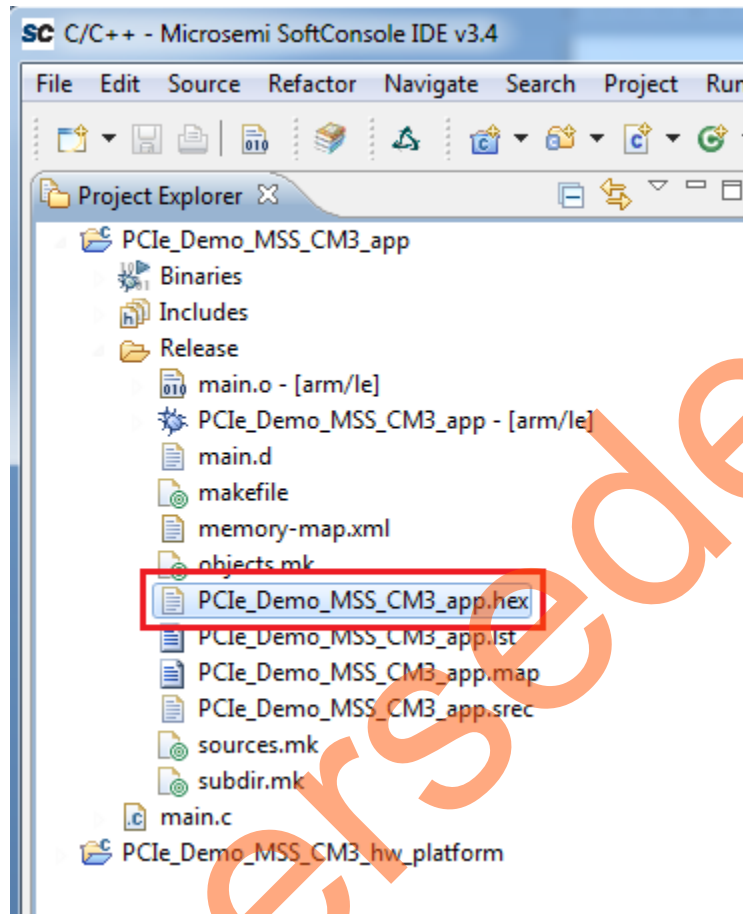 SC C/C++ - Microsemi SoftConsole IDE v3.4
File Edit Source Refactor Navigate Search Project Run
Project Explorer
PCIe_Demo_MSS_CM3_app
Binaries
Includes
Release
main.o - [arm/le]
PCIe_Demo_MSS_CM3_app - [arm/le]
main.d
makefile
memory-map.xml
objects.mk
PCIe_Demo_MSS_CM3_app.hex
PCIe_Demo_MSS_CM3_app.lst
PCIe_Demo_MSS_CM3_app.map
PCIe_Demo_MSS_CM3_app.srec
sources.mk
subdir.mk
main.c
PCIe_Demo_MSS_CM3_hw_platform